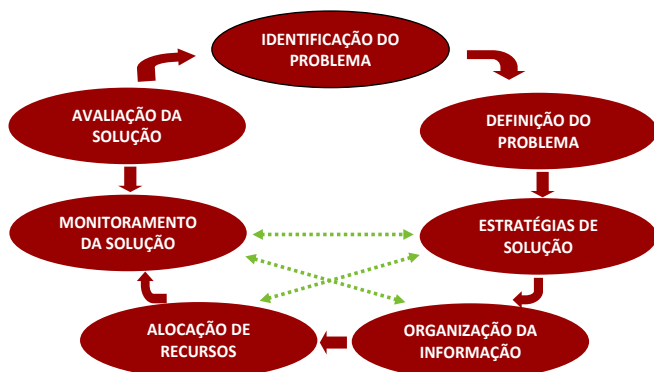 IDENTIFICAÇÃO DO
PROBLEMA
AVALIAÇÃO DA
SOLUÇÃO
DEFINIÇÃO DO
PROBLEMA
MONITORAMENTO
DA SOLUÇÃO
ESTRATÉGIAS DE
SOLUÇÃO
ALOCAÇÃO DE
RECURSOS
ORGANIZAÇÃO DA
INFORMAÇÃO